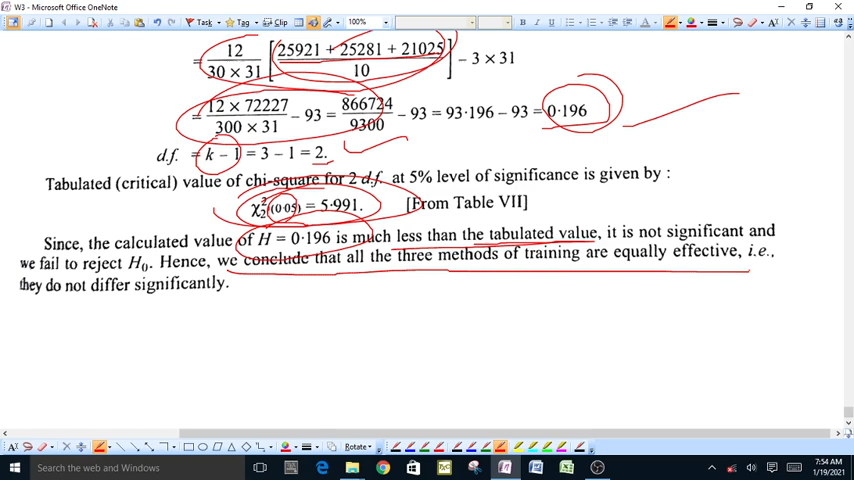 W3 - Microsoft OneNote
Task Tag Clip 100%
= 12 / 30 × 31 [ 25921 + 25281 + 21025 / 10 ] – 3 × 31
= 12 × 72227 / 300 × 31 – 93 = 866724 / 9300 – 93 = 93·196 – 93 = 0·196
d.f. = k – 1 = 3 – 1 = 2.
Tabulated (critical) value of chi-square for 2 d.f. at 5% level of significance is given by :
χ²₂ (0·05) = 5·991. [From Table VII]
Since, the calculated value of H = 0·196 is much less than the tabulated value, it is not significant and
we fail to reject H₀. Hence, we conclude that all the three methods of training are equally effective, i.e.,
they do not differ significantly.
Rotate
Search the web and Windows
7:54 AM
1/19/2021